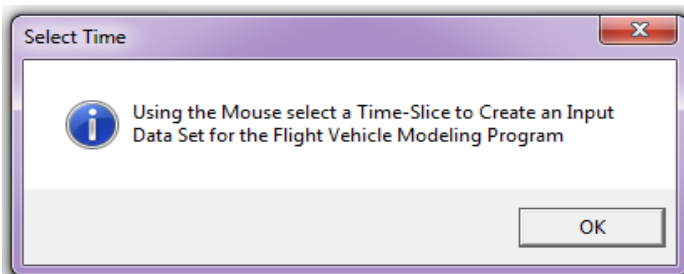 Select Time
Using the Mouse select a Time-Slice to Create an Input
Data Set for the Flight Vehicle Modeling Program
OK